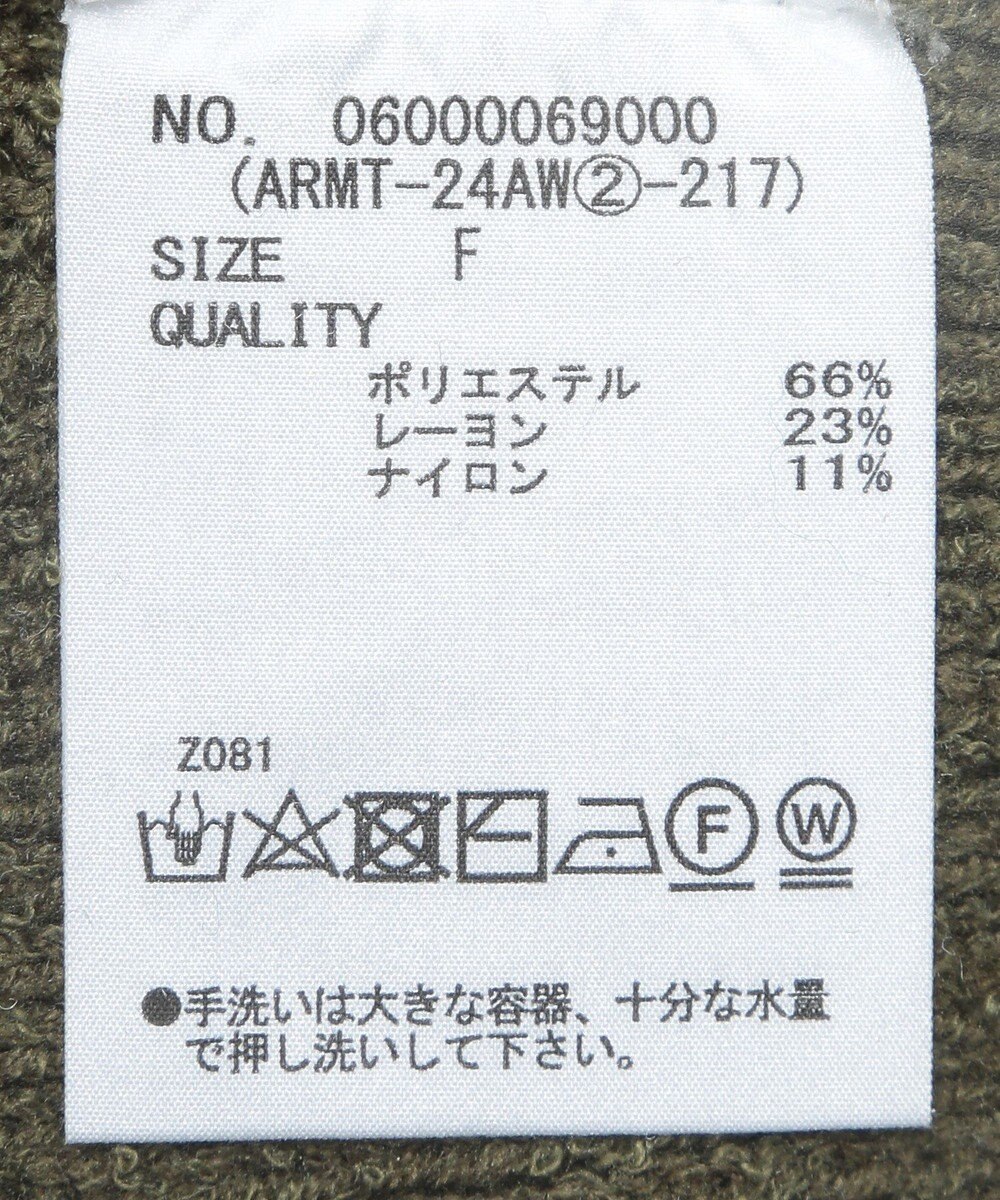 NO. 06000069000
(ARMT-24AW②-217)
SIZE F
QUALITY
ポリエステル 66%
レーヨン 23%
ナイロン 11%
Z081
F W
●手洗いは大きな容器、十分な水量
で押し洗いして下さい。